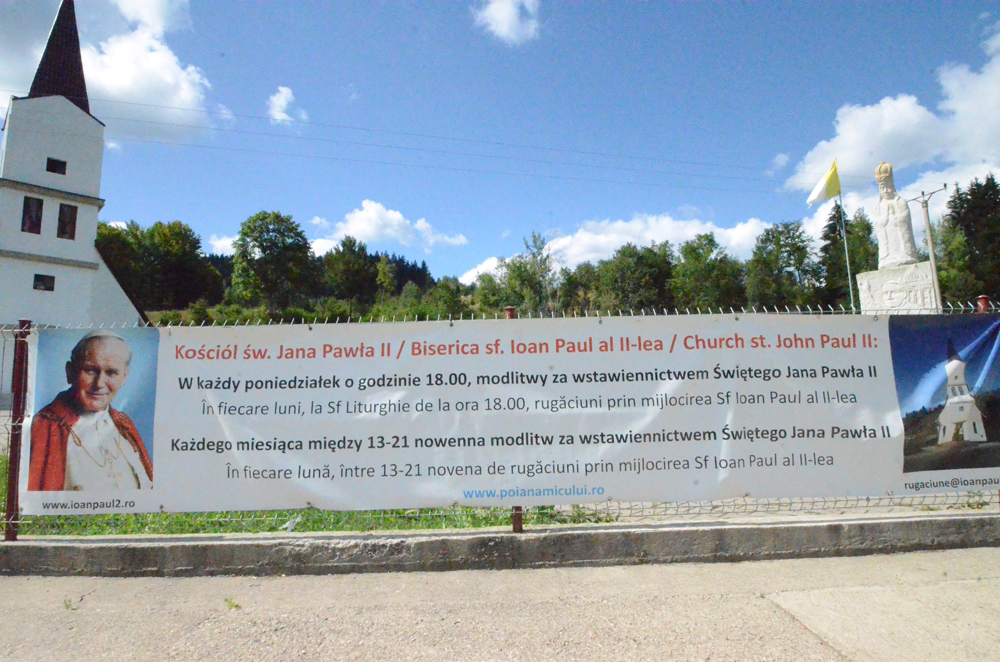 Kościól św. Jana Pawła II / Biserica sf. Ioan Paul al II-lea / Church st. John Paul II:
W każdy poniedziałek o godzinie 18.00, modlitwy za wstawiennictwem Świętego Jana Pawła II
În fiecare luni, la Sf Liturghie de la ora 18.00, rugăciuni prin mijlocirea Sf Ioan Paul al II-lea
Każdego miesiąca między 13-21 nowenna modlitw za wstawiennictwem Świętego Jana Pawła II
În fiecare lună, între 13-21 novena de rugăciuni prin mijlocirea Sf Ioan Paul al II-lea
www.ioanpaul2.ro
www.poianamicului.ro
rugaciune@ioanpau